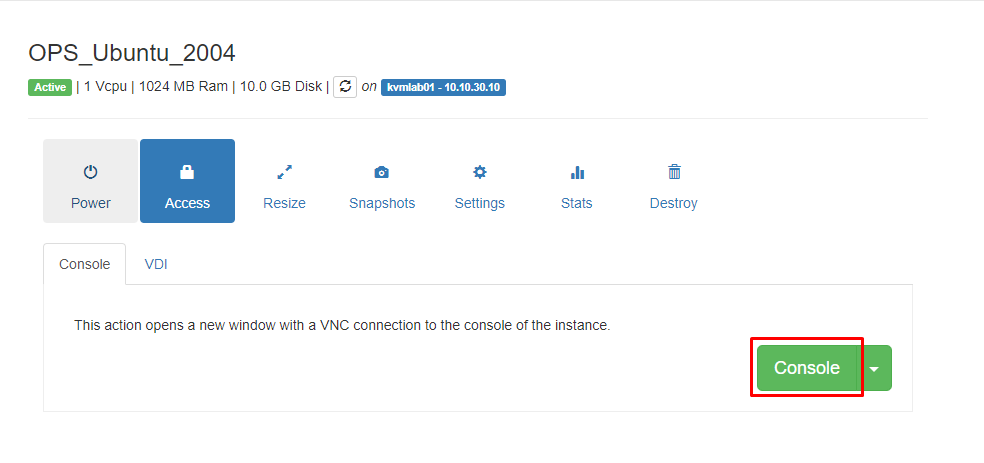 OPS_Ubuntu_2004
Active | 1 Vcpu | 1024 MB Ram | 10.0 GB Disk | on kvmlab01 - 10.10.30.10
Power Access Resize Snapshots Settings Stats Destroy
Console VDI
This action opens a new window with a VNC connection to the console of the instance.
Console